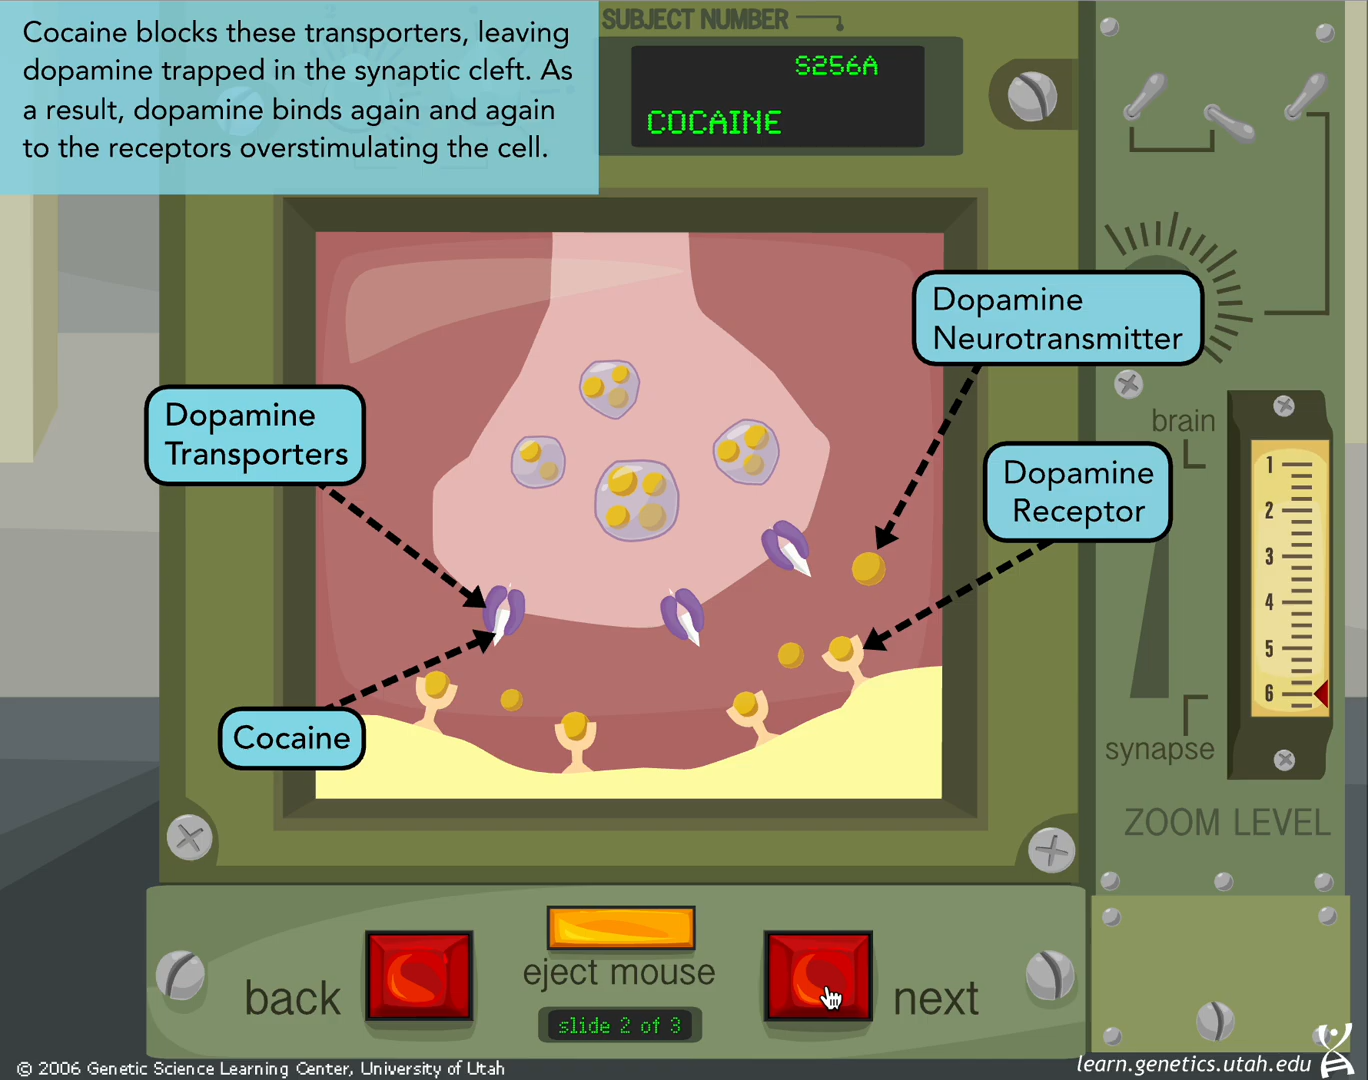 Cocaine blocks these transporters, leaving
dopamine trapped in the synaptic cleft. As
a result, dopamine binds again and again
to the receptors overstimulating the cell.
SUBJECT NUMBER
S256A
COCAINE
Dopamine
Neurotransmitter
Dopamine
Transporters
Dopamine
Receptor
Cocaine
brain
1
2
3
4
5
6
synapse
ZOOM LEVEL
back
eject mouse
next
slide 2 of 3
© 2006 Genetic Science Learning Center, University of Utah
learn.genetics.utah.edu